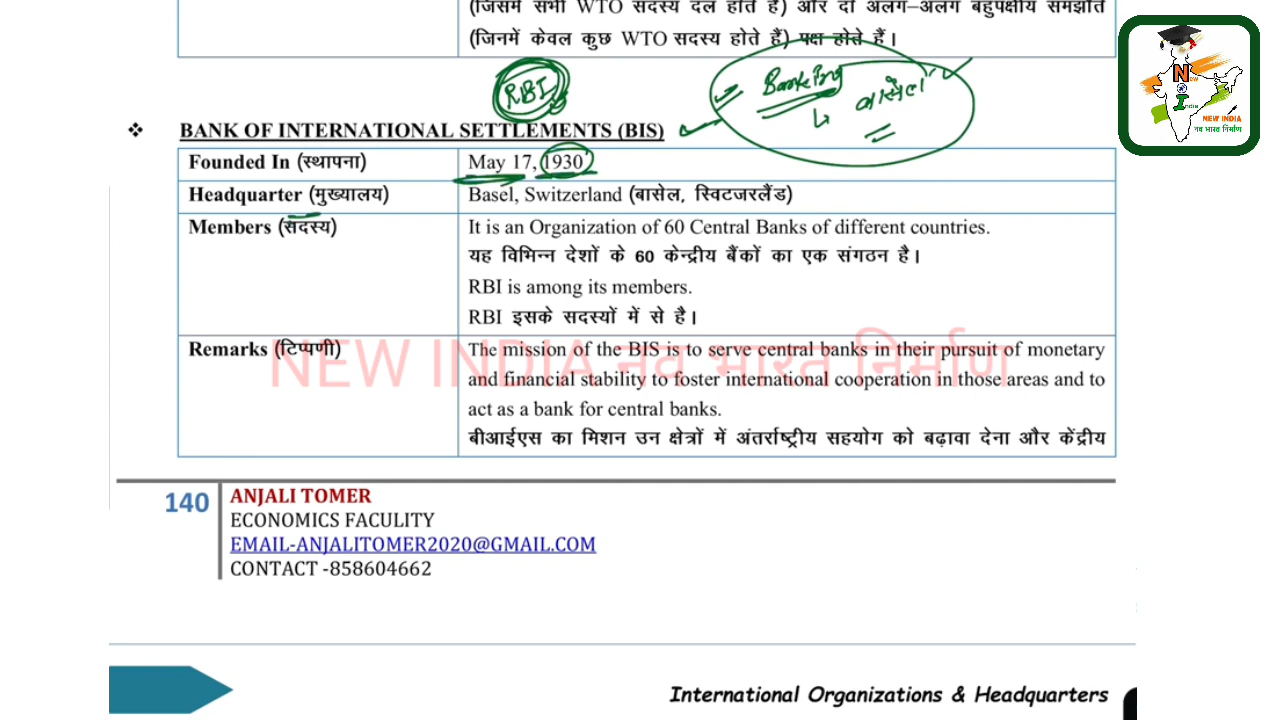 (जिसमें सभी WTO सदस्य दल होते हैं) और दो अलग–अलग बहुपक्षीय समझौते
(जिनमें केवल कुछ WTO सदस्य होते हैं) पक्ष होते हैं।
RBI
Banking
बासेल
❖ BANK OF INTERNATIONAL SETTLEMENTS (BIS)
Founded In (स्थापना) May 17, 1930
Headquarter (मुख्यालय) Basel, Switzerland (बासेल, स्विटजरलैंड)
Members (सदस्य) It is an Organization of 60 Central Banks of different countries.
यह विभिन्न देशों के 60 केन्द्रीय बैंकों का एक संगठन है।
RBI is among its members.
RBI इसके सदस्यों में से है।
Remarks (टिप्पणी) The mission of the BIS is to serve central banks in their pursuit of monetary
and financial stability to foster international cooperation in those areas and to
act as a bank for central banks.
बीआईएस का मिशन उन क्षेत्रों में अंतर्राष्ट्रीय सहयोग को बढ़ावा देना और केंद्रीय
NEW INDIA नव भारत निर्माण
140 ANJALI TOMER
ECONOMICS FACULITY
EMAIL-ANJALITOMER2020@GMAIL.COM
CONTACT -858604662
International Organizations & Headquarters
N
New
I
India
NEW INDIA
नव भारत निर्माण